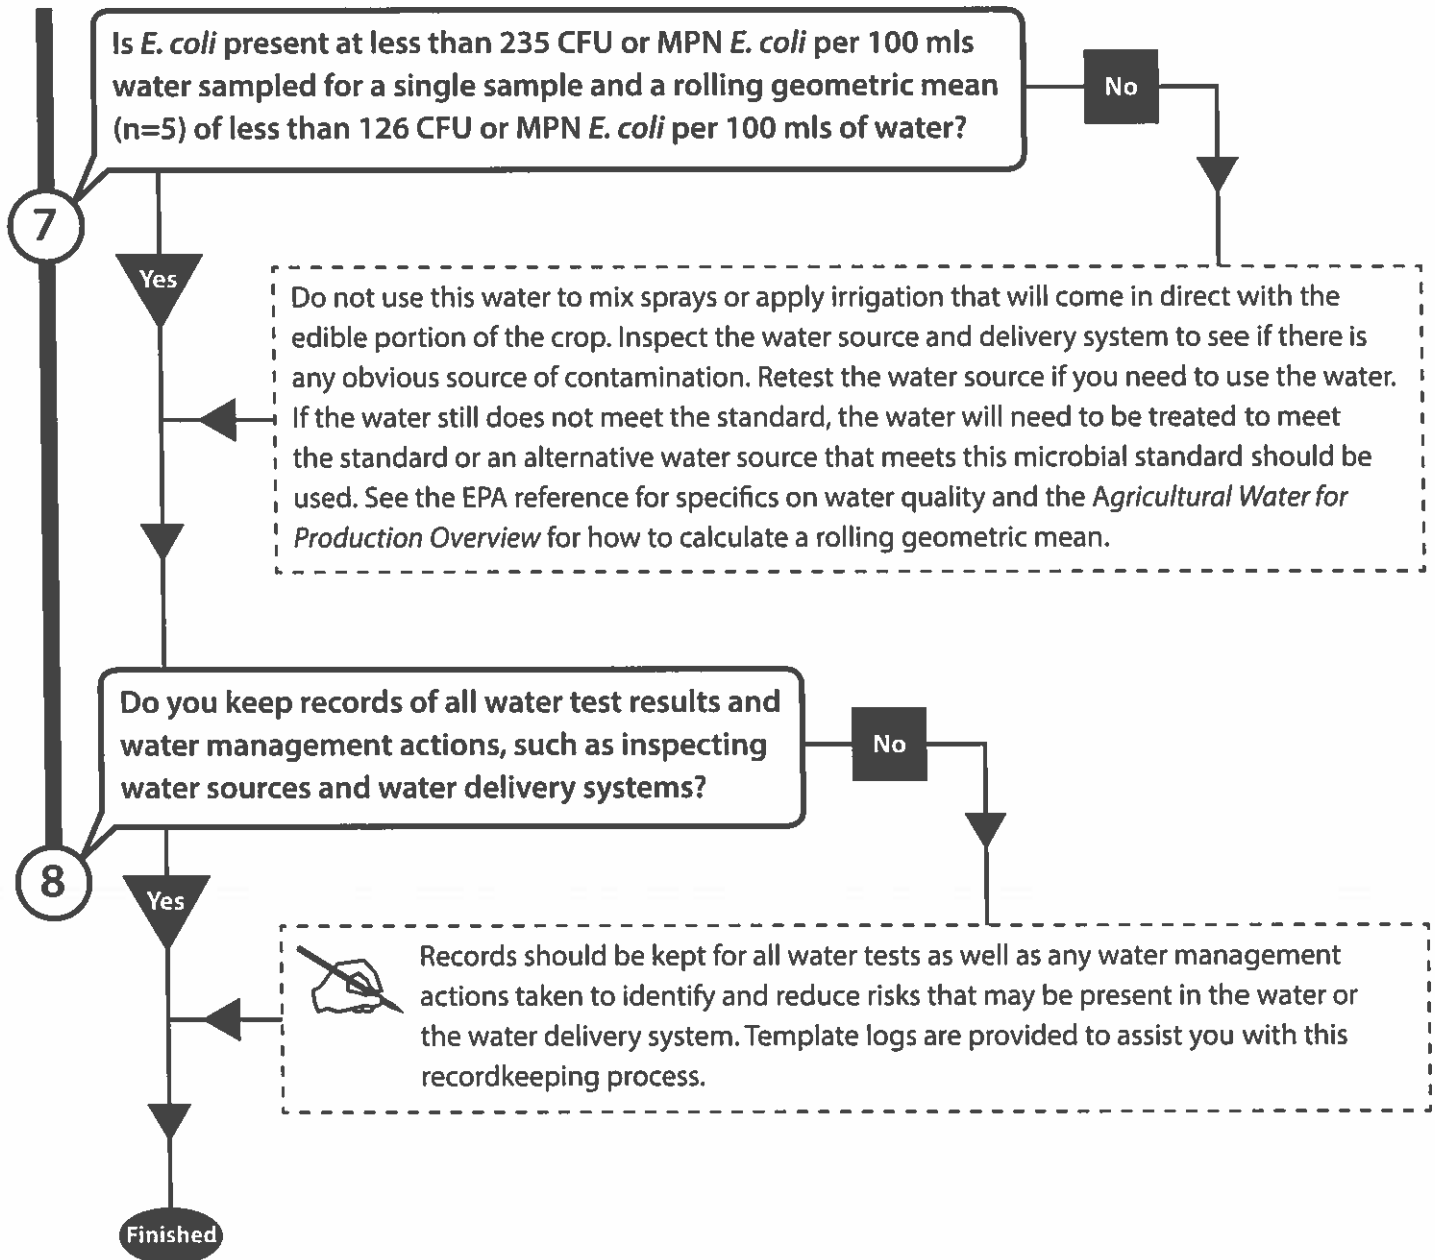 Is E. coli present at less than 235 CFU or MPN E. coli per 100 mls
water sampled for a single sample and a rolling geometric mean
(n=5) of less than 126 CFU or MPN E. coli per 100 mls of water?
No
7
Yes
Do not use this water to mix sprays or apply irrigation that will come in direct with the
edible portion of the crop. Inspect the water source and delivery system to see if there is
any obvious source of contamination. Retest the water source if you need to use the water.
If the water still does not meet the standard, the water will need to be treated to meet
the standard or an alternative water source that meets this microbial standard should be
used. See the EPA reference for specifics on water quality and the Agricultural Water for
Production Overview for how to calculate a rolling geometric mean.
Do you keep records of all water test results and
water management actions, such as inspecting
water sources and water delivery systems?
No
8
Yes
Records should be kept for all water tests as well as any water management
actions taken to identify and reduce risks that may be present in the water or
the water delivery system. Template logs are provided to assist you with this
recordkeeping process.
Finished